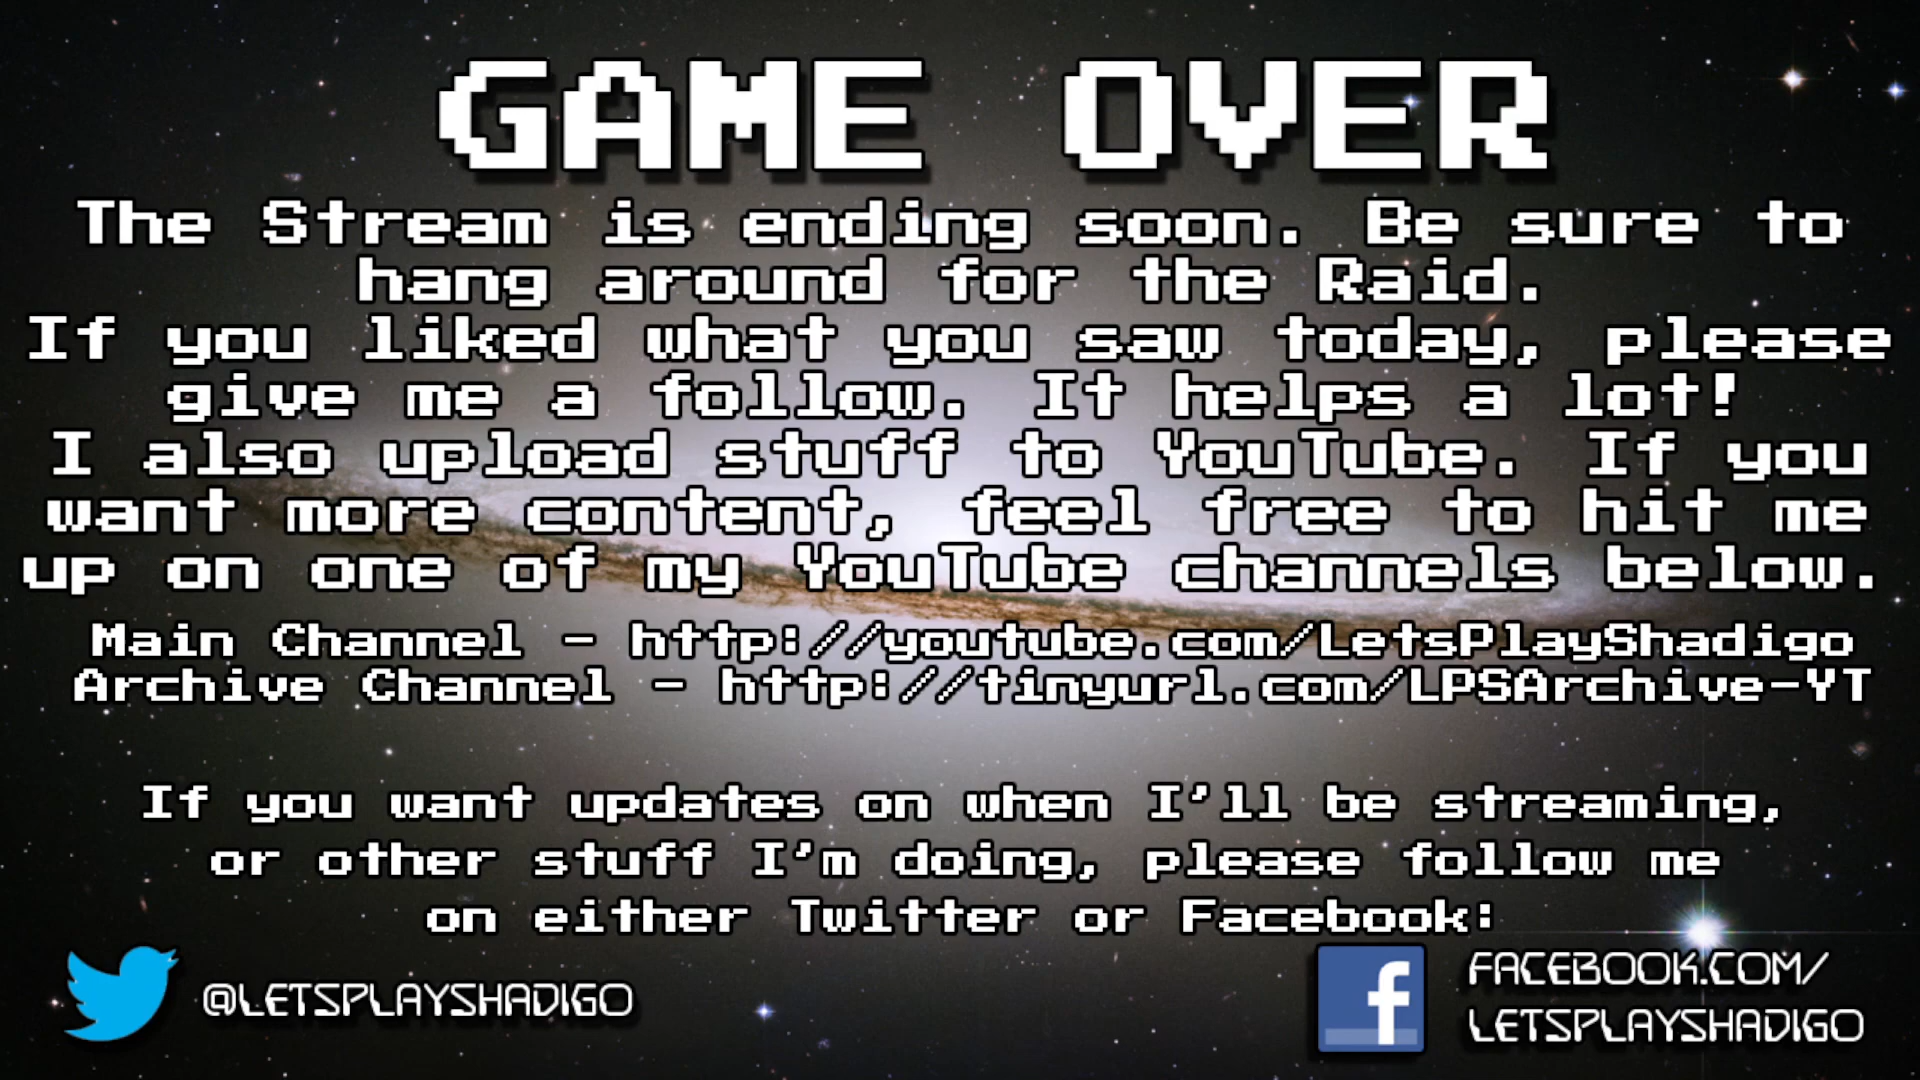 GAME OVER
The Stream is ending soon. Be sure to
hang around for the Raid.
If you liked what you saw today, please
give me a follow. It helps a lot!
I also upload stuff to YouTube. If you
want more content, feel free to hit me
up on one of my YouTube channels below.
Main Channel - http://youtube.com/LetsPlayShadigo
Archive Channel - http://tinyurl.com/LPSArchive-YT
If you want updates on when I'll be streaming,
or other stuff I'm doing, please follow me
on either Twitter or Facebook:
@LETSPLAYSHADIGO
FACEBOOK.COM/
LETSPLAYSHADIGO